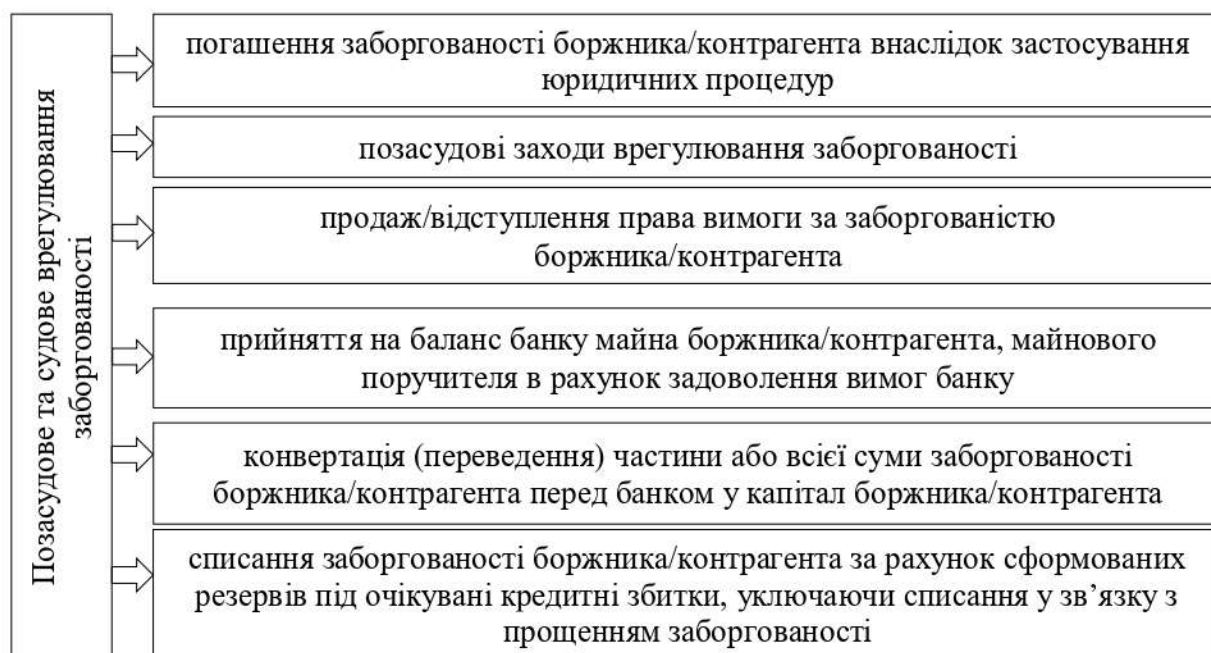 Позасудове та судове врегулювання
заборгованості
погашення заборгованості боржника/контрагента внаслідок застосування
юридичних процедур
позасудові заходи врегулювання заборгованості
продаж/відступлення права вимоги за заборгованістю
боржника/контрагента
прийняття на баланс банку майна боржника/контрагента, майнового
поручителя в рахунок задоволення вимог банку
конвертація (переведення) частини або всієї суми заборгованості
боржника/контрагента перед банком у капітал боржника/контрагента
списання заборгованості боржника/контрагента за рахунок сформованих
резервів під очікувані кредитні збитки, уключаючи списання у зв’язку з
прощенням заборгованості